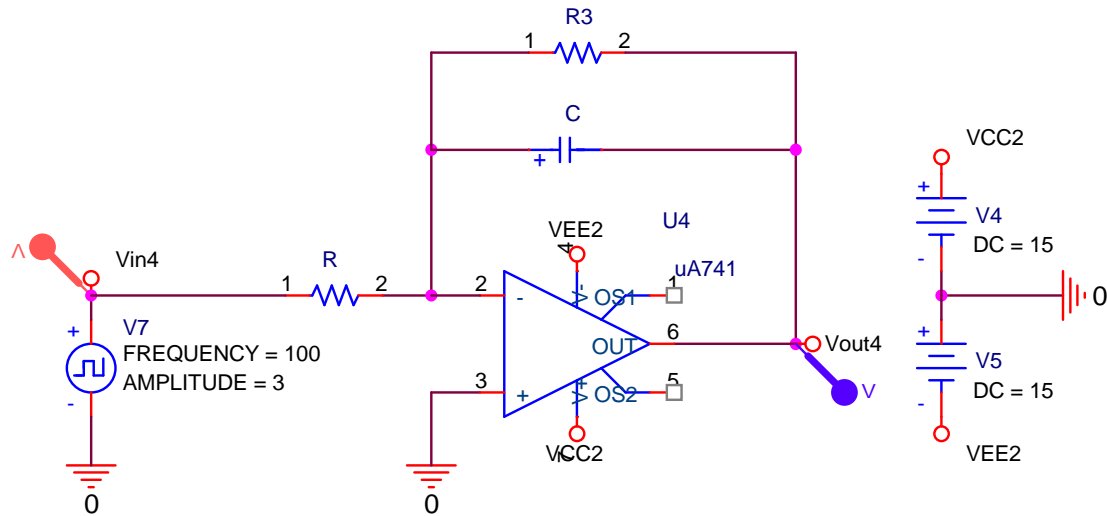 R3
1
2
C
+
-
VCC2
+
V4
DC = 15
-
0
+
V5
DC = 15
-
VEE2
V
Vin4
1
R
2
+
V7
FREQUENCY = 100
AMPLITUDE = 3
-
0
U4
VEE2
4
uA741
2
-
V-
OS1
1
OUT
6
Vout4
V
3
+
V+
OS2
5
7
VCC2
0